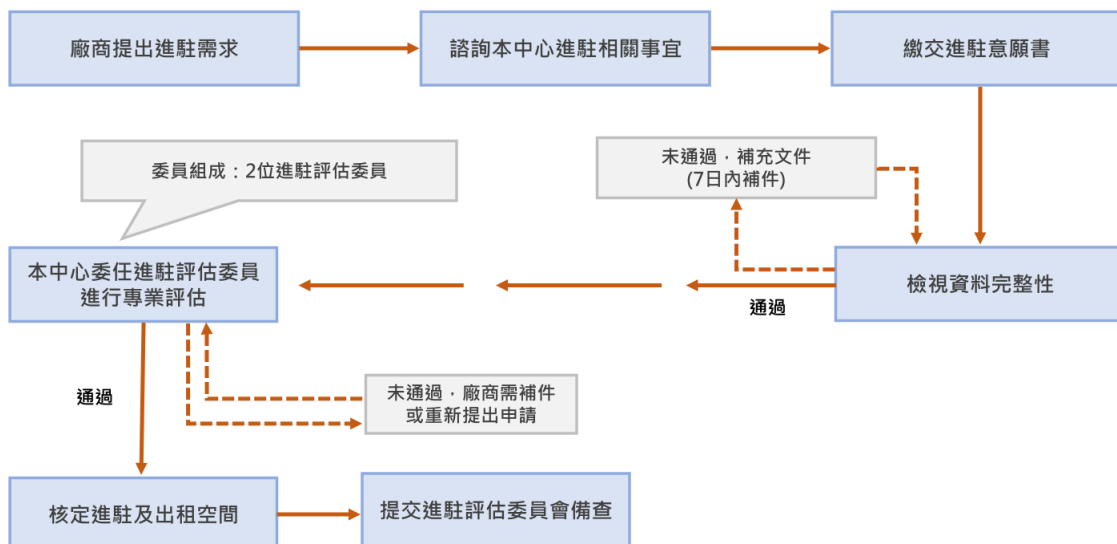 廠商提出進駐需求
諮詢本中心進駐相關事宜
繳交進駐意願書
委員組成：2位進駐評估委員
未通過，補充文件
(7日內補件)
本中心委任進駐評估委員
進行專業評估
檢視資料完整性
通過
通過
未通過，廠商需補件
或重新提出申請
核定進駐及出租空間
提交進駐評估委員會備查